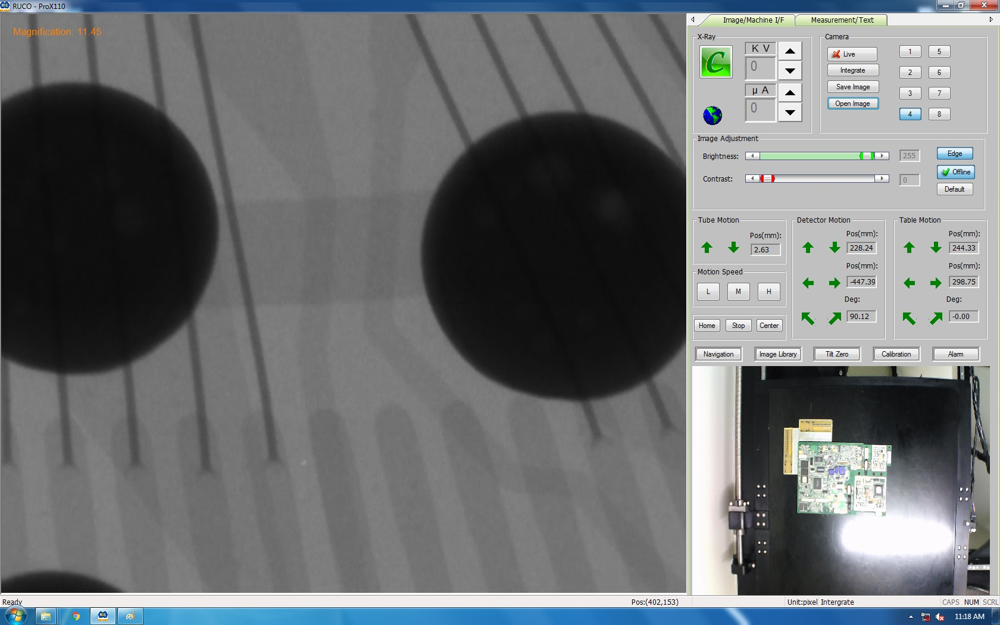 RUCO - ProX110
Magnification: 11.45
Image/Machine I/F
Measurement/Text
X-Ray
C
K V
0
µ A
0
Camera
Live
Integrate
Save Image
Open Image
1
5
2
6
3
7
4
8
Image Adjustment
Brightness:
255
Contrast:
0
Edge
Offline
Default
Tube Motion
Pos(mm):
2.63
Motion Speed
L
M
H
Home
Stop
Center
Detector Motion
Pos(mm):
228.24
Pos(mm):
-447.39
Deg:
90.12
Table Motion
Pos(mm):
244.33
Pos(mm):
298.75
Deg:
-0.00
Navigation
Image Library
Tilt Zero
Calibration
Alarm
Ready
Pos:(402,153)
Unit:pixel Intergrate
CAPS NUM SCRL
11:18 AM